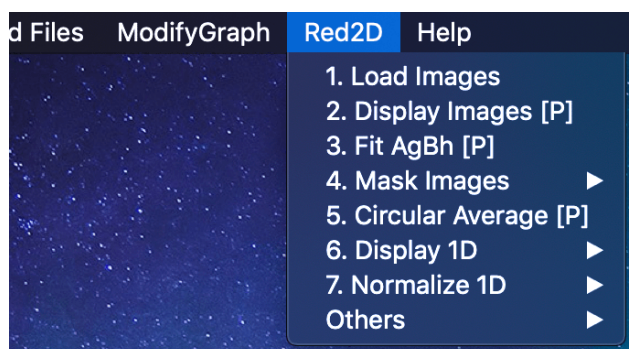 d Files ModifyGraph Red2D Help
1. Load Images
2. Display Images [P]
3. Fit AgBh [P]
4. Mask Images ▶
5. Circular Average [P]
6. Display 1D ▶
7. Normalize 1D ▶
Others ▶